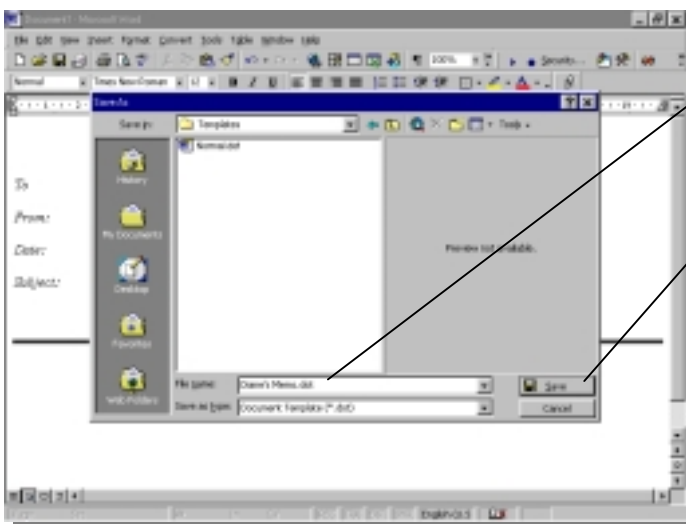 Document1 - Microsoft Word
File Edit View Insert Format Convert Tools Table Window Help
100% Security...
Normal Times New Roman
Save As
Save in: Templates Tools
Normal.dot
History
My Documents
Desktop
Favorites
Web Folders
Preview not available.
To
From:
Date:
Subject:
File name: Diane's Memo.dot Save
Save as type: Document Template (*.dot) Cancel
English (U.S